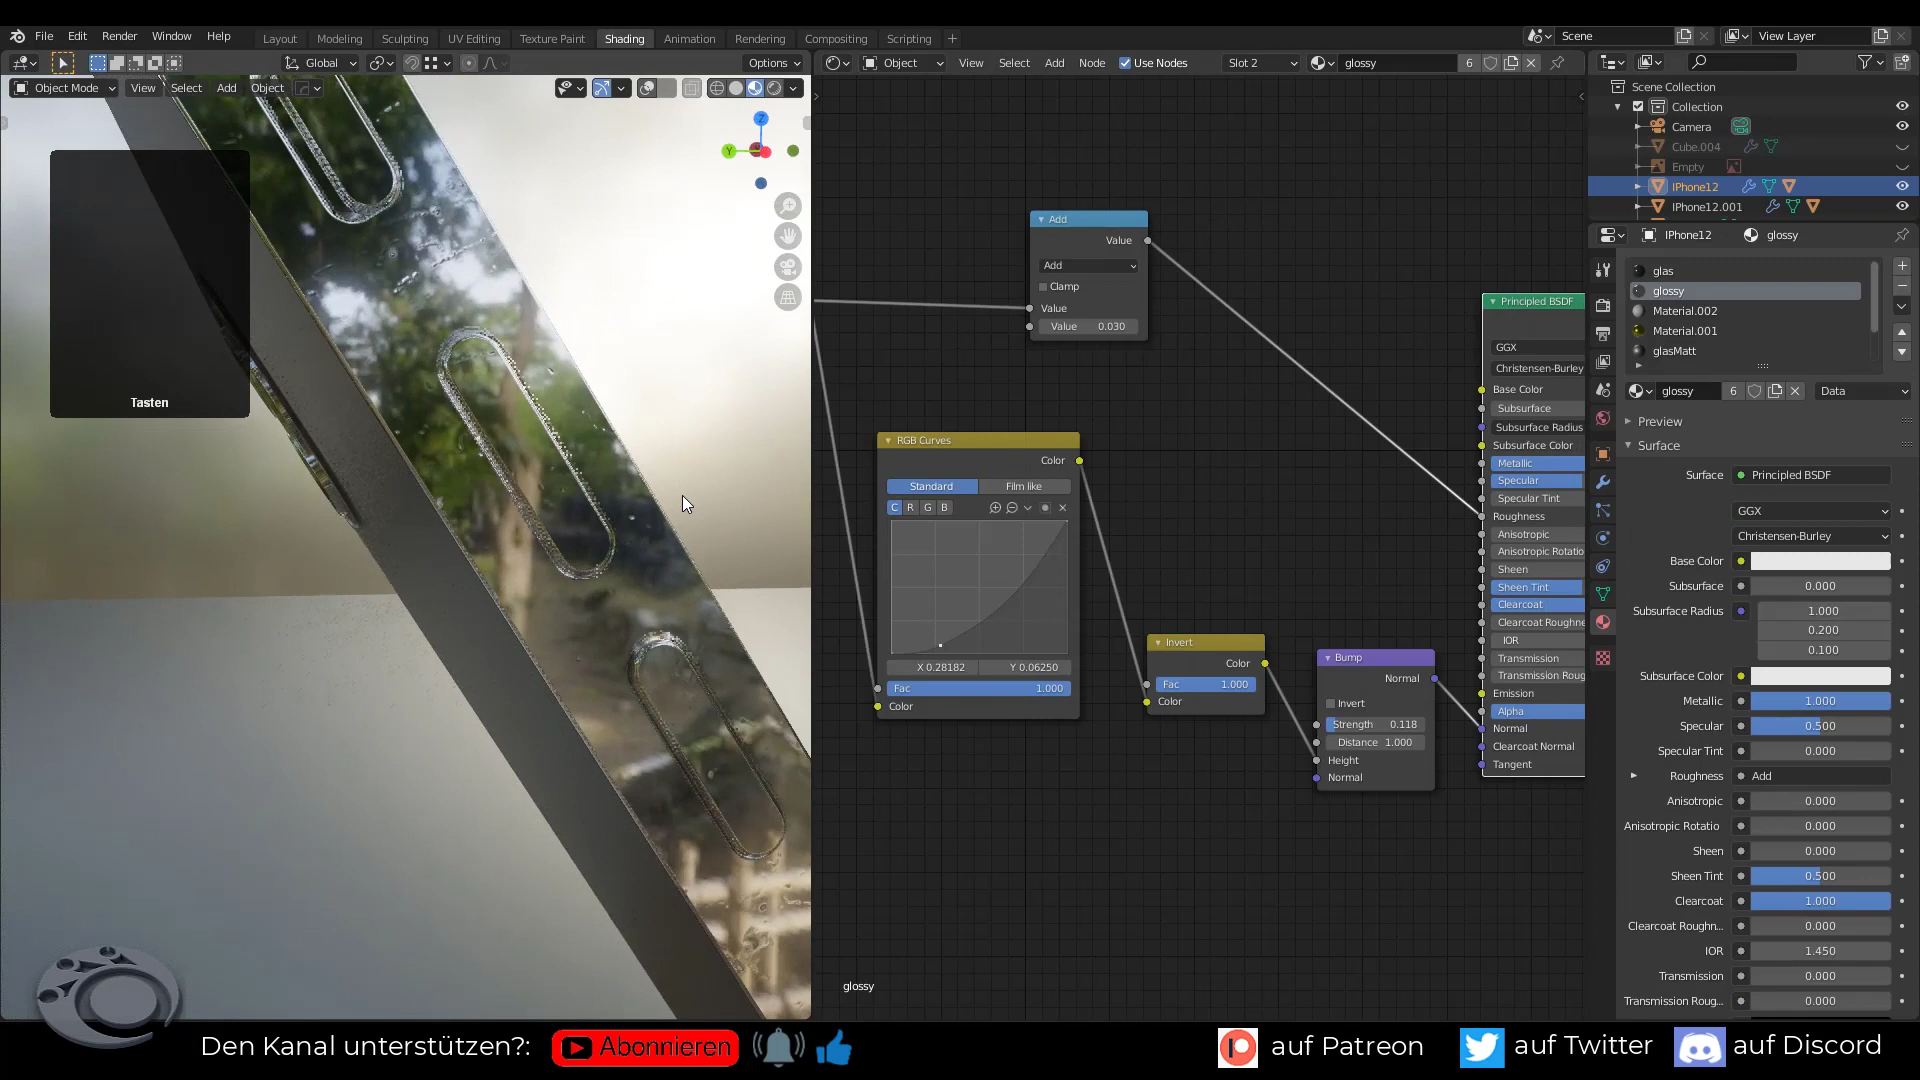 File Edit Render Window Help
Layout Modeling Sculpting UV Editing Texture Paint Shading Animation Rendering Compositing Scripting +
Scene View Layer
Global Options
Object View Select Add Node Use Nodes Slot 2 glossy 6
Object Mode View Select Add Object
Z
Y
Tasten
Add
Value
Add
Clamp
Value
Value 0.030
RGB Curves
Color
Standard Film like
C R G B
X 0.28182 Y 0.06250
Fac 1.000
Color
Invert
Color
Fac 1.000
Color
Bump
Normal
Invert
Strength 0.118
Distance 1.000
Height
Normal
Principled BSDF
GGX
Christensen-Burley
Base Color
Subsurface
Subsurface Radius
Subsurface Color
Metallic
Specular
Specular Tint
Roughness
Anisotropic
Anisotropic Rotatio
Sheen
Sheen Tint
Clearcoat
Clearcoat Roughne
IOR
Transmission
Transmission Roug
Emission
Alpha
Normal
Clearcoat Normal
Tangent
glossy
Scene Collection
Collection
Camera
Cube.004
Empty
IPhone12
IPhone12.001
IPhone12 glossy
glas
glossy
Material.002
Material.001
glasMatt
glossy 6 Data
Preview
Surface
Surface Principled BSDF
GGX
Christensen-Burley
Base Color
Subsurface 0.000
Subsurface Radius 1.000
0.200
0.100
Subsurface Color
Metallic 1.000
Specular 0.500
Specular Tint 0.000
Roughness Add
Anisotropic 0.000
Anisotropic Rotatio 0.000
Sheen 0.000
Sheen Tint 0.500
Clearcoat 1.000
Clearcoat Roughn... 0.000
IOR 1.450
Transmission 0.000
Transmission Roug... 0.000
Den Kanal unterstützen?: Abonnieren auf Patreon auf Twitter auf Discord